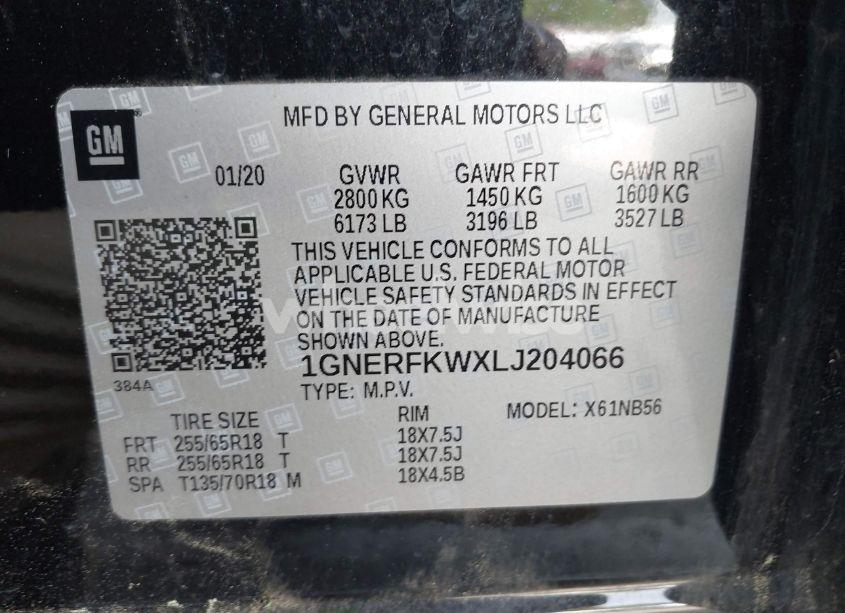 GM
MFD BY GENERAL MOTORS LLC
01/20 GVWR GAWR FRT GAWR RR
2800 KG 1450 KG 1600 KG
6173 LB 3196 LB 3527 LB
THIS VEHICLE CONFORMS TO ALL
APPLICABLE U.S. FEDERAL MOTOR
VEHICLE SAFETY STANDARDS IN EFFECT
ON THE DATE OF MANUFACTURE
SHOWN ABOVE.
1GNERFKWXLJ204066
384A
TYPE: M.P.V.
TIRE SIZE RIM MODEL: X61NB56
FRT 255/65R18 T 18X7.5J
RR 255/65R18 T 18X7.5J
SPA T135/70R18 M 18X4.5B